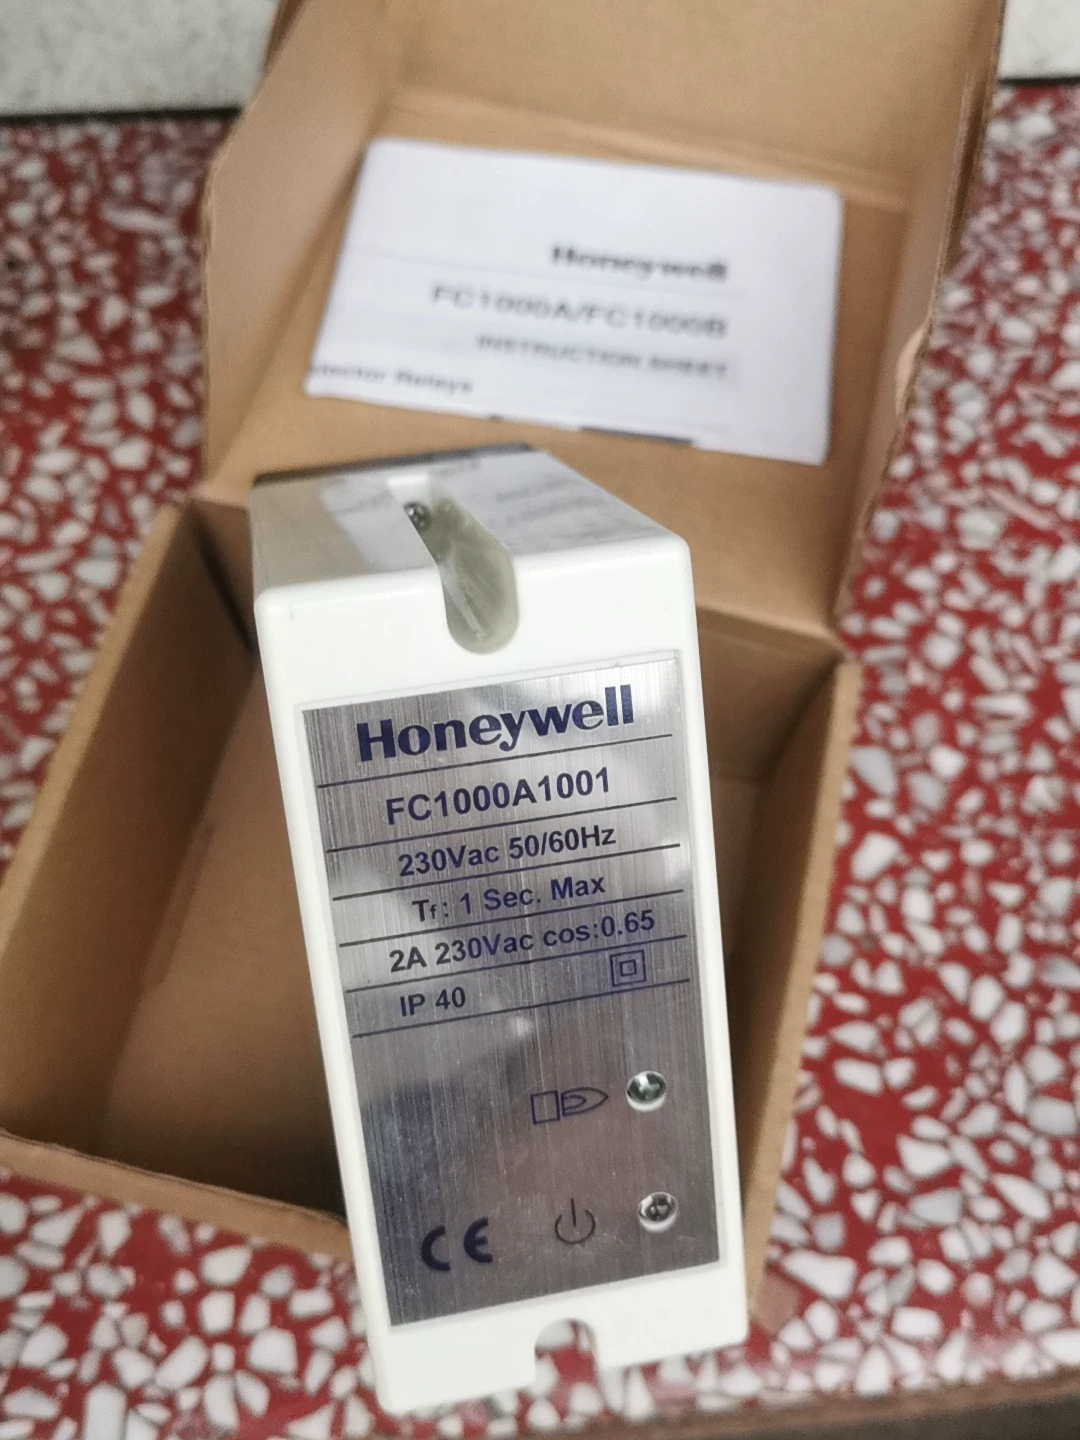 Honeywell
FC1000A/FC1000B
INSTRUCTION SHEET
Relays
Honeywell
FC1000A1001
230Vac 50/60Hz
Tf: 1 Sec. Max
2A 230Vac cos:0.65
IP 40
CE